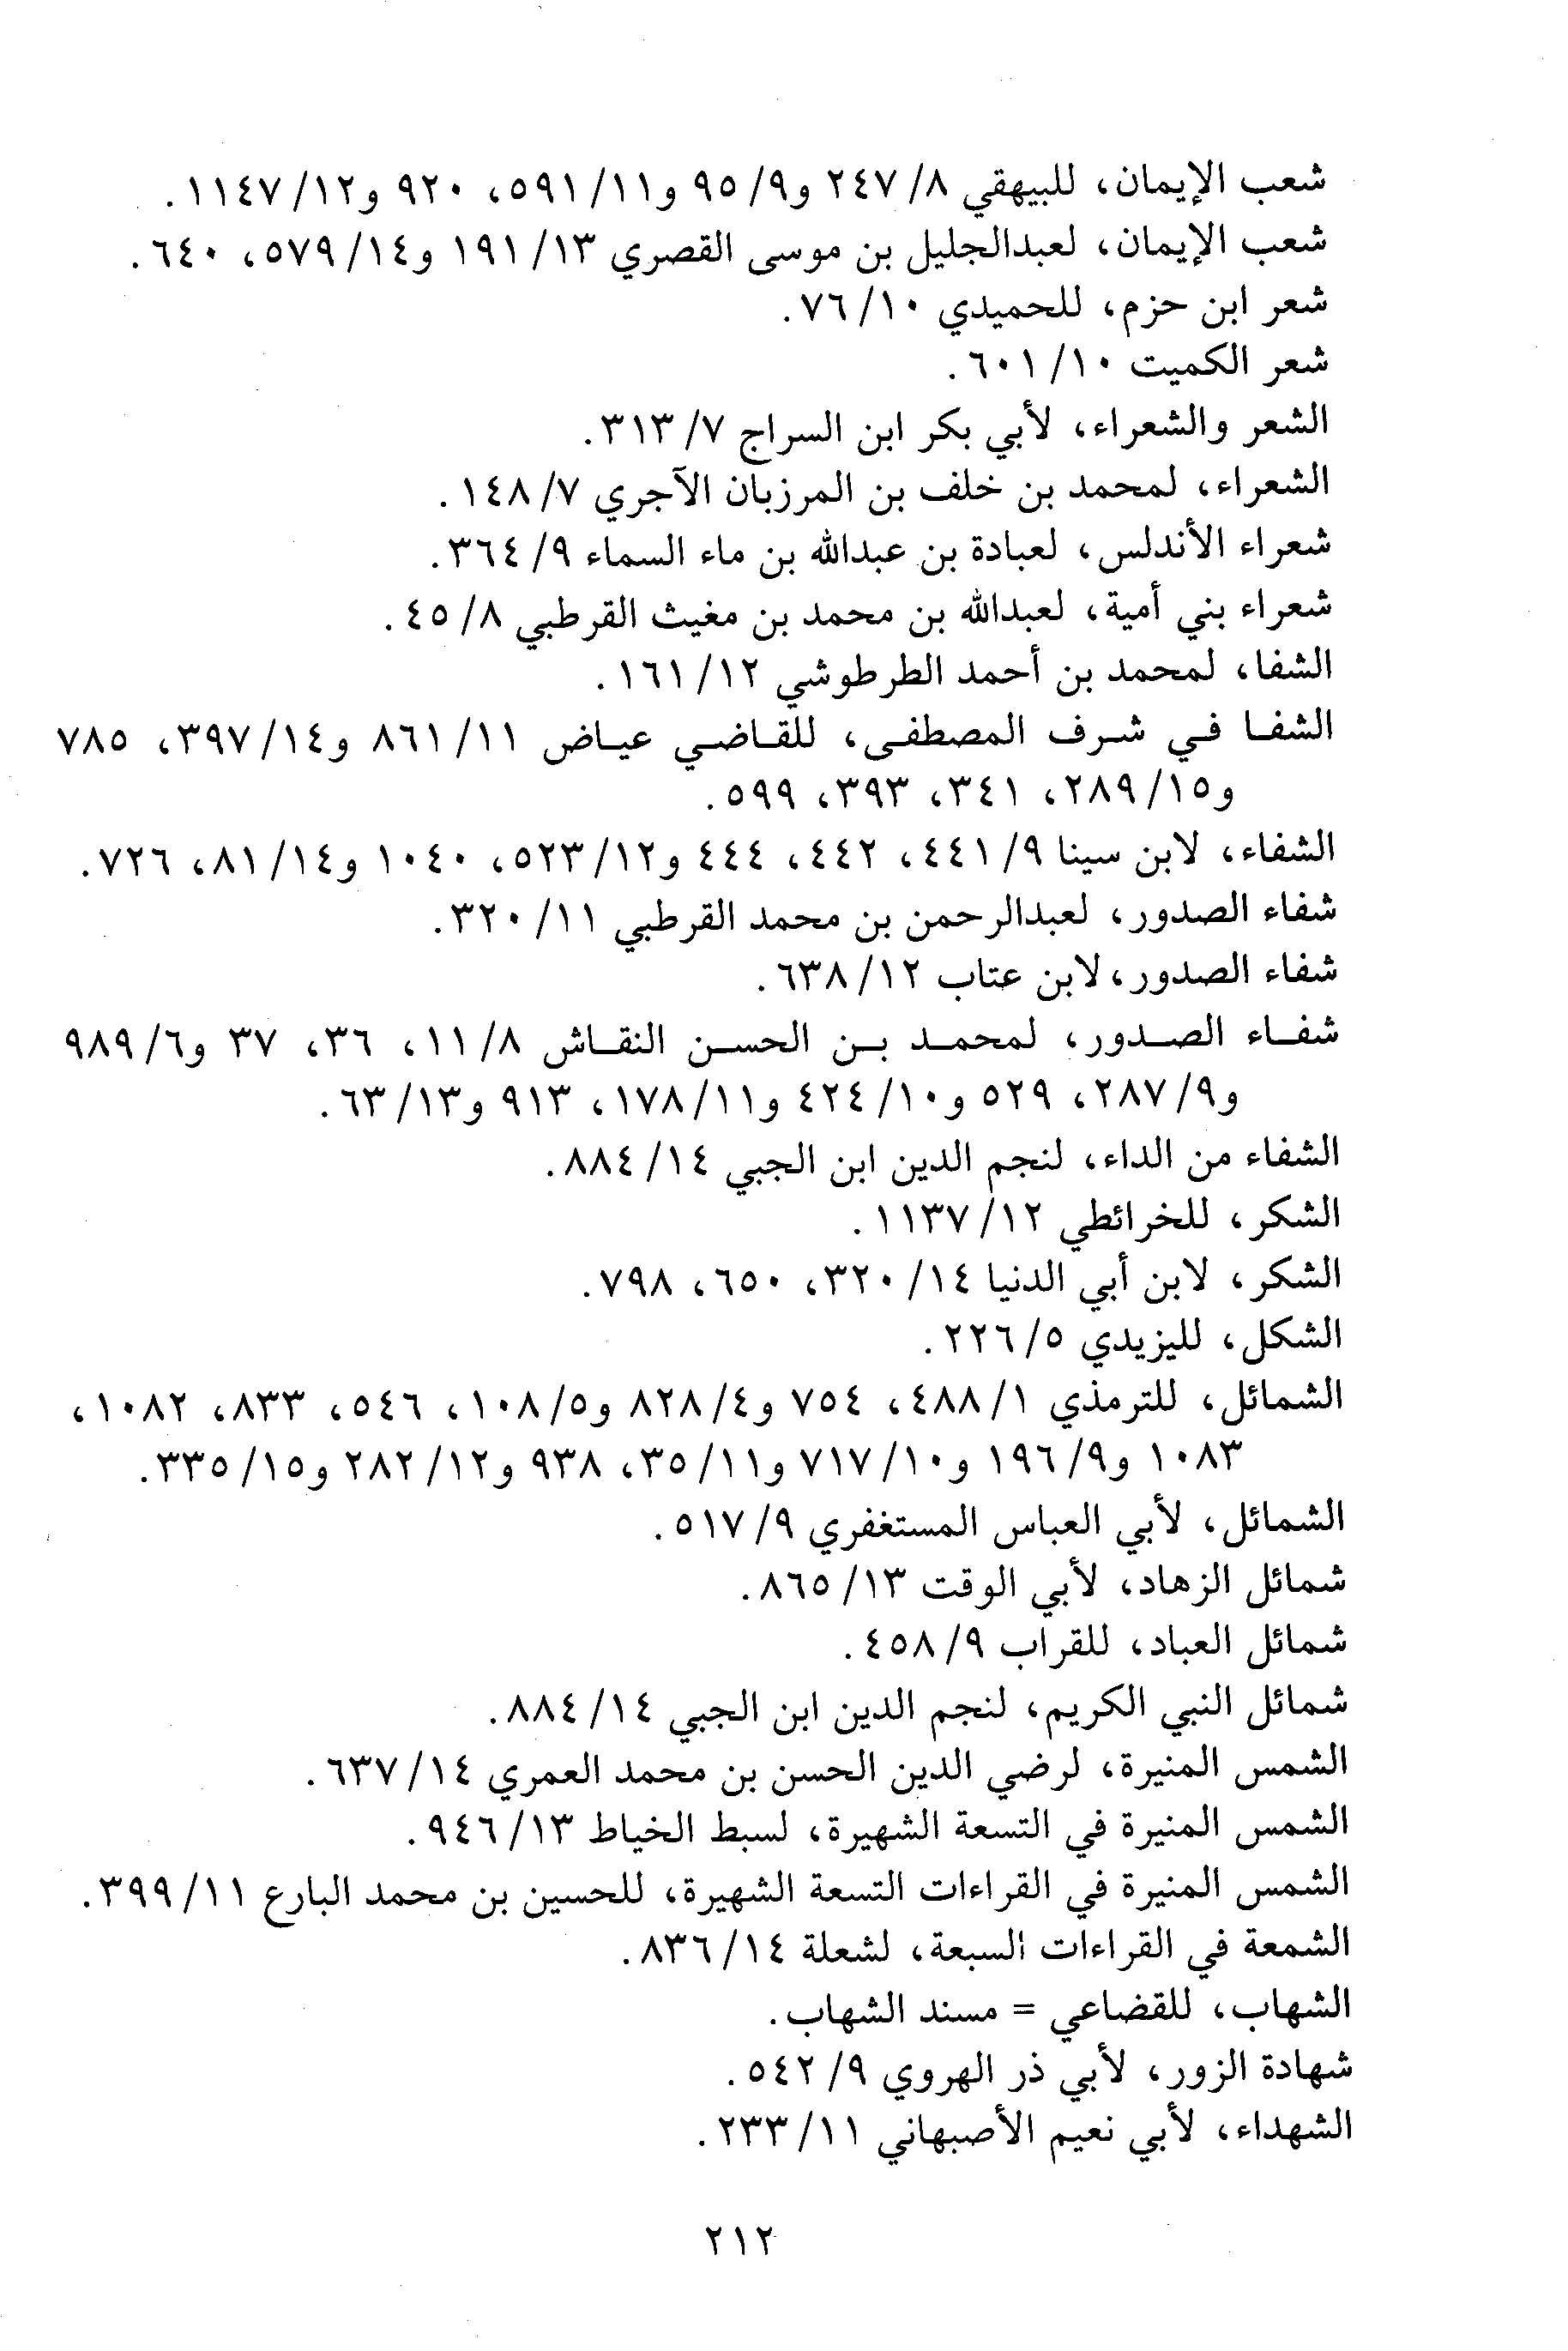 شعب الإيمان، للبيهقي ٨/ ٢٤٧ و٩/ ٩٥ و١١/ ٥٩١، ٩٢٠ و١٢/ ١١٤٧.
شعب الإيمان، لعبدالجليل بن موسى القصري ١٣/ ١٩١ و١٤/ ٥٧٩، ٦٤٠.
شعر ابن حزم، للحميدي ١٠/ ٧٦.
شعر الكميت ١٠/ ٦٠١.
الشعر والشعراء، لأبي بكر ابن السراج ٧/ ٣١٣.
الشعراء، لمحمد بن خلف بن المرزبان الآجري ٧/ ١٤٨.
شعراء الأندلس، لعبادة بن عبدالله بن ماء السماء ٩/ ٣٦٤.
شعراء بني أمية، لعبدالله بن محمد بن مغيث القرطبي ٨/ ٤٥.
الشفا، لمحمد بن أحمد الطرطوشي ١٢/ ١٦١.
الشفا في شرف المصطفى، للقاضي عياض ١١/ ٨٦١ و١٤/ ٣٩٧، ٧٨٥
و١٥/ ٢٨٩، ٣٤١، ٣٩٣، ٥٩٩.
الشفاء، لابن سينا ٩/ ٤٤١، ٤٤٢، ٤٤٤ و١٢/ ٥٢٣، ١٠٤٠ و١٤/ ٨١، ٧٢٦.
شفاء الصدور، لعبدالرحمن بن محمد القرطبي ١١/ ٣٢٠.
شفاء الصدور، لابن عتاب ١٢/ ٦٣٨.
شفاء الصدور، لمحمد بن الحسن النقاش ٨/ ١١، ٣٦، ٣٧ و٦/ ٩٨٩
و٩/ ٢٨٧، ٥٢٩ و١٠/ ٤٢٤ و١١/ ١٧٨، ٩١٣ و١٣/ ٦٣.
الشفاء من الداء، لنجم الدين ابن الجبي ١٤/ ٨٨٤.
الشكر، للخرائطي ١٢/ ١١٣٧.
الشكر، لابن أبي الدنيا ١٤/ ٣٢٠، ٦٥٠، ٧٩٨.
الشكل، لليزيدي ٥/ ٢٢٦.
الشمائل، للترمذي ١/ ٤٨٨، ٧٥٤ و٤/ ٨٢٨ و٥/ ١٠٨، ٥٤٦، ٨٣٣، ١٠٨٢،
١٠٨٣ و٩/ ١٩٦ و١٠/ ٧١٧ و١١/ ٣٥، ٩٣٨ و١٢/ ٢٨٢ و١٥/ ٣٣٥.
الشمائل، لأبي العباس المستغفري ٩/ ٥١٧.
شمائل الزهاد، لأبي الوقت ١٣/ ٨٦٥.
شمائل العباد، للقراب ٩/ ٤٥٨.
شمائل النبي الكريم، لنجم الدين ابن الجبي ١٤/ ٨٨٤.
الشمس المنيرة، لرضي الدين الحسن بن محمد العمري ١٤/ ٦٣٧.
الشمس المنيرة في التسعة الشهيرة، لسبط الخياط ١٣/ ٩٤٦.
الشمس المنيرة في القراءات التسعة الشهيرة، للحسين بن محمد البارع ١١/ ٣٩٩.
الشمعة في القراءات السبعة، لشعلة ١٤/ ٨٣٦.
الشهاب، للقضاعي = مسند الشهاب.
شهادة الزور، لأبي ذر الهروي ٩/ ٥٤٢.
الشهداء، لأبي نعيم الأصبهاني ١١/ ٢٣٣.
٢١٢